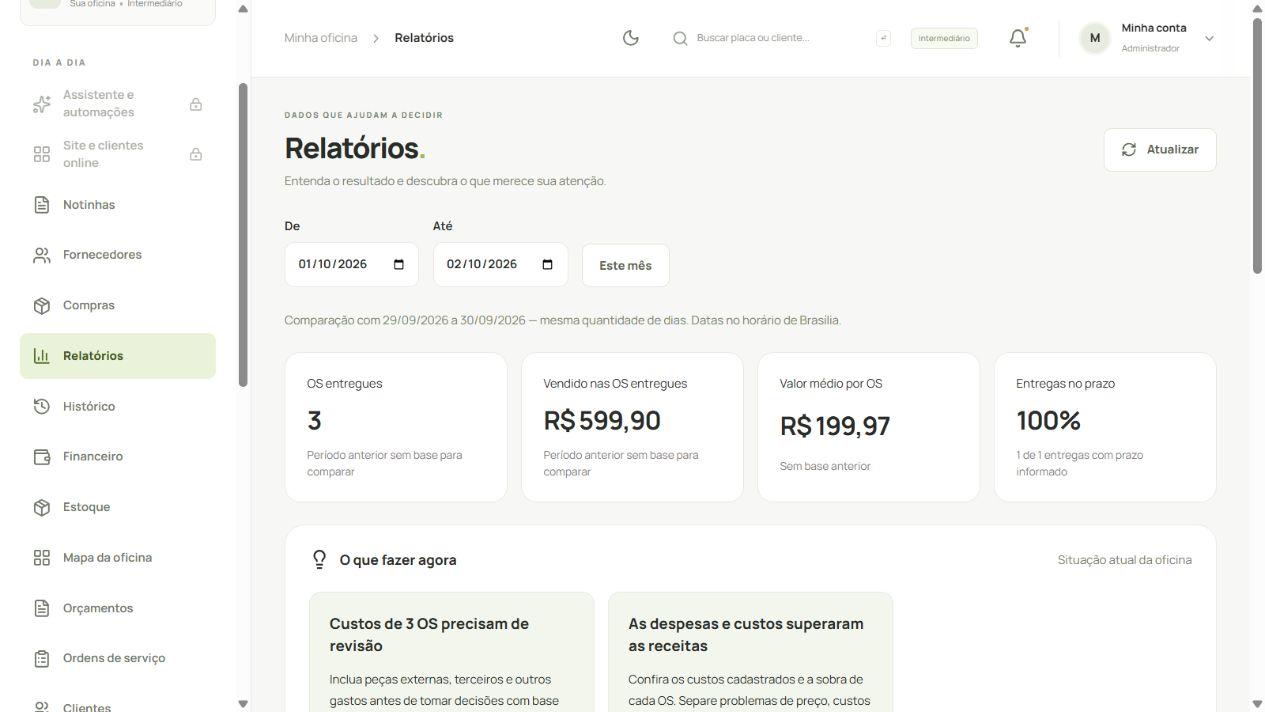 Sua oficina • Intermediário
DIA A DIA
Assistente e
automações
Site e clientes
online
Notinhas
Fornecedores
Compras
Relatórios
Histórico
Financeiro
Estoque
Mapa da oficina
Orçamentos
Ordens de serviço
Clientes
Minha oficina > Relatórios
Buscar placa ou cliente...
Intermediário
M
Minha conta
Administrador
DADOS QUE AJUDAM A DECIDIR
Relatórios.
Entenda o resultado e descubra o que merece sua atenção.
Atualizar
De
Até
01/10/2026
02/10/2026
Este mês
Comparação com 29/09/2026 a 30/09/2026 — mesma quantidade de dias. Datas no horário de Brasília.
OS entregues
3
Período anterior sem base para
comparar
Vendido nas OS entregues
R$ 599,90
Período anterior sem base para
comparar
Valor médio por OS
R$ 199,97
Sem base anterior
Entregas no prazo
100%
1 de 1 entregas com prazo
informado
O que fazer agora
Situação atual da oficina
Custos de 3 OS precisam de
revisão
Inclua peças externas, terceiros e outros
gastos antes de tomar decisões com base
As despesas e custos superaram
as receitas
Confira os custos cadastrados e a sobra de
cada OS. Separe problemas de preço, custos